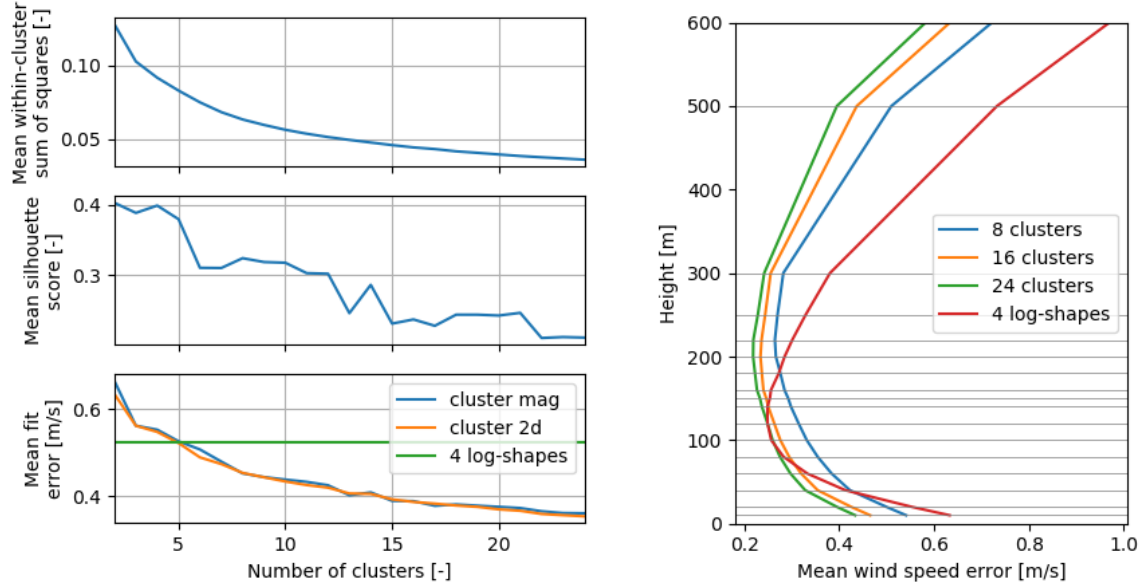 Mean within-cluster
sum of squares [-]
0.10
0.05
Mean silhouette
score [-]
0.4
0.3
Mean fit
error [m/s]
0.6
0.4
cluster mag
cluster 2d
4 log-shapes
5
10
15
20
Number of clusters [-]
Height [m]
600
500
400
300
200
100
0
8 clusters
16 clusters
24 clusters
4 log-shapes
0.2
0.4
0.6
0.8
1.0
Mean wind speed error [m/s]